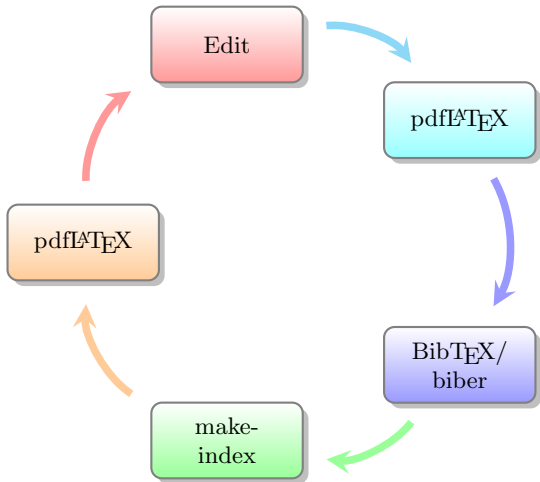 Edit
pdfLATEX
BibTEX/
biber
make-
index
pdfLATEX